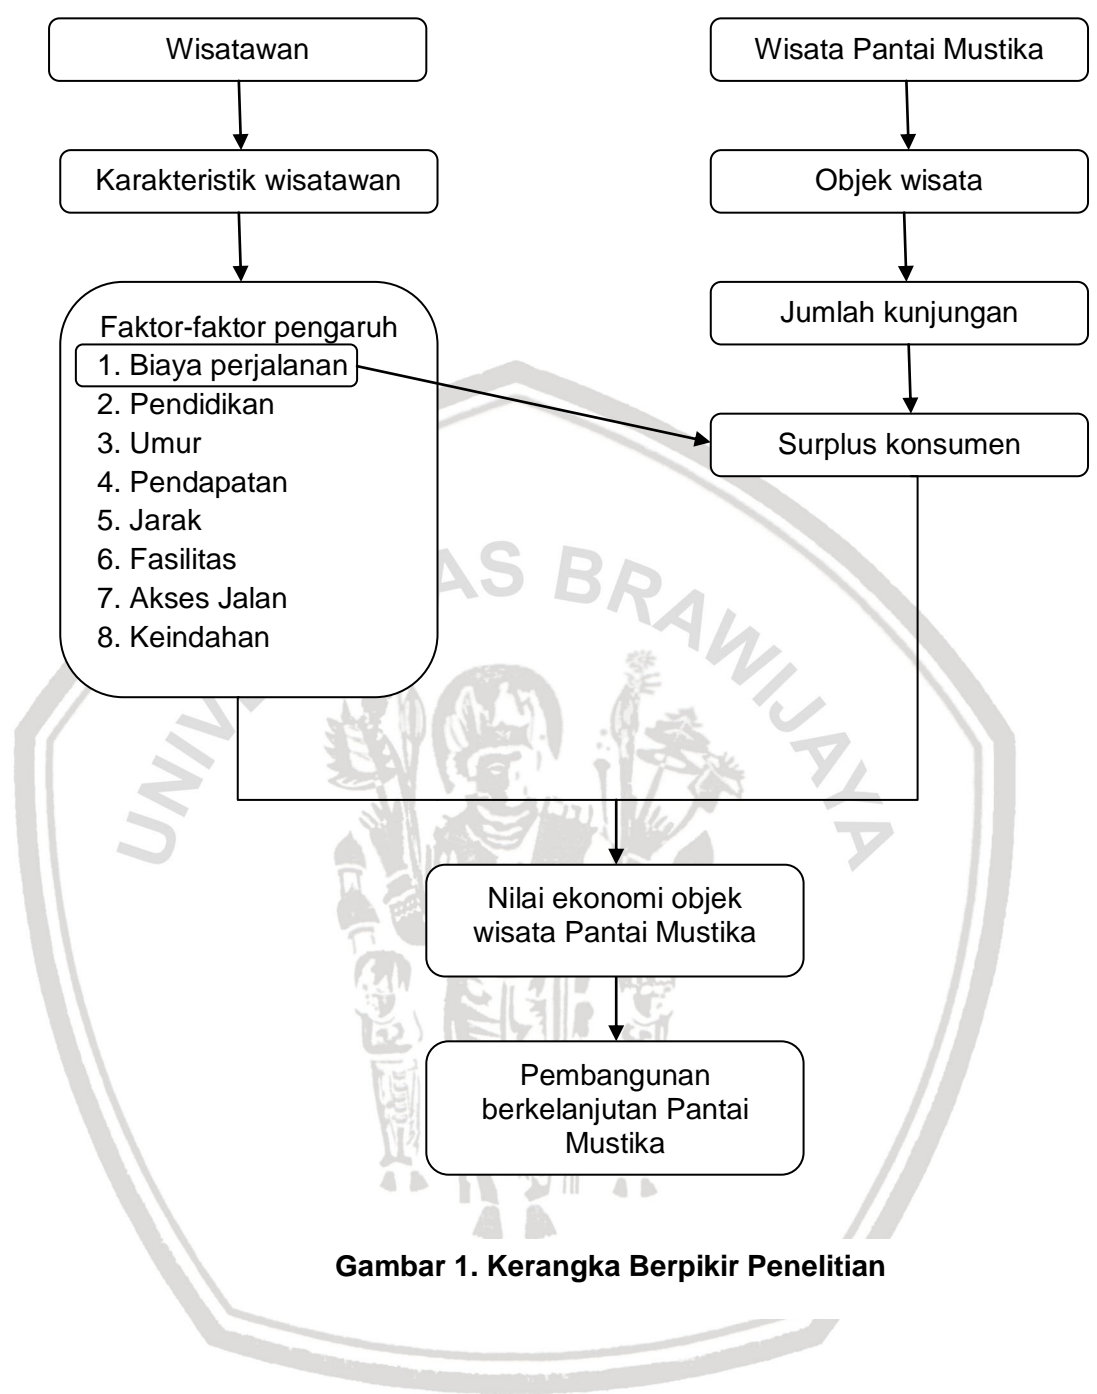 Wisatawan
Wisata Pantai Mustika
Karakteristik wisatawan
Objek wisata
Faktor-faktor pengaruh
1. Biaya perjalanan
2. Pendidikan
3. Umur
4. Pendapatan
5. Jarak
6. Fasilitas
7. Akses Jalan
8. Keindahan
Jumlah kunjungan
Surplus konsumen
Nilai ekonomi objek
wisata Pantai Mustika
Pembangunan
berkelanjutan Pantai
Mustika
Gambar 1. Kerangka Berpikir Penelitian
BRAWIJAYA